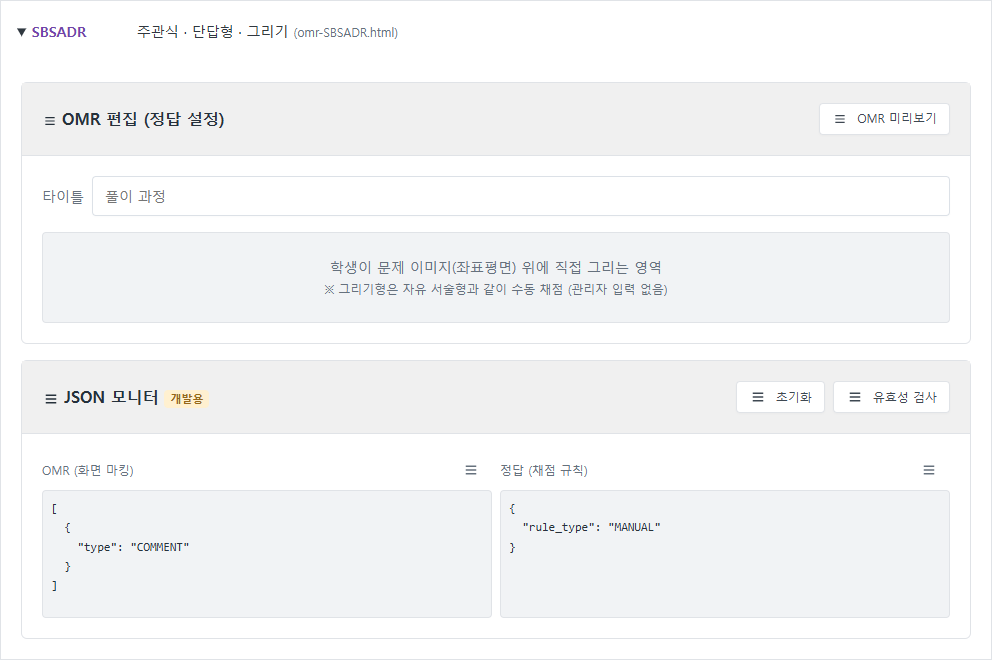 ▼ SBSADR 주관식 · 단답형 · 그리기 (omr-SBSADR.html)
≡ OMR 편집 (정답 설정) ≡ OMR 미리보기
타이틀 풀이 과정
학생이 문제 이미지(좌표평면) 위에 직접 그리는 영역
※ 그리기형은 자유 서술형과 같이 수동 채점 (관리자 입력 없음)
≡ JSON 모니터 개발용 ≡ 초기화 ≡ 유효성 검사
OMR (화면 마킹) ≡ 정답 (채점 규칙) ≡
[
  {
    "type": "COMMENT"
  }
]
{
  "rule_type": "MANUAL"
}